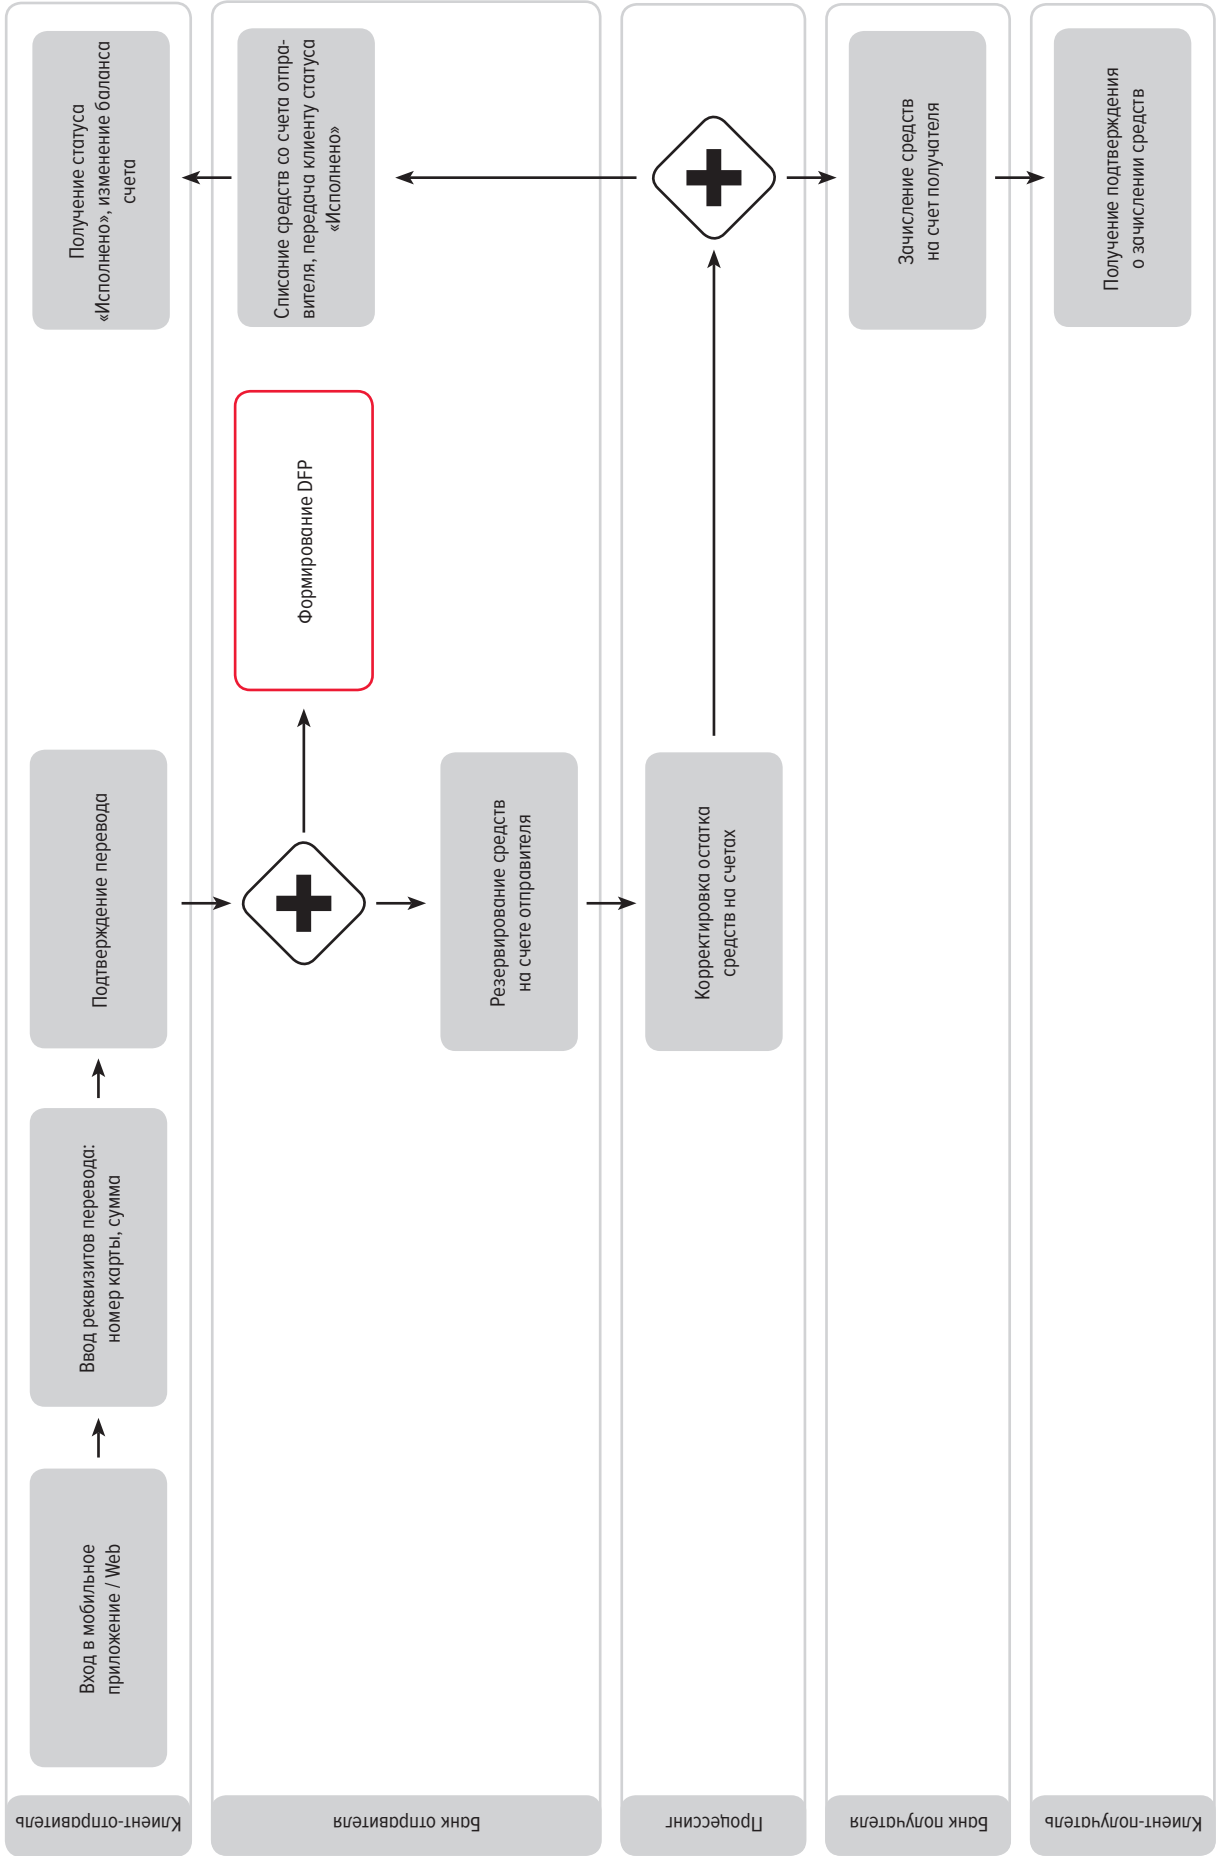 Клиент-отправитель
Вход в мобильное
приложение / Web
Ввод реквизитов перевода:
номер карты, сумма
Подтверждение перевода
Получение статуса
«Исполнено», изменение баланса
счета
Банк отправителя
Формирование DFP
Списание средств со счета отпра-
вителя, передача клиенту статуса
«Исполнено»
Резервирование средств
на счете отправителя
Процессинг
Корректировка остатка
средств на счетах
Банк получателя
Зачисление средств
на счет получателя
Клиент-получатель
Получение подтверждения
о зачислении средств